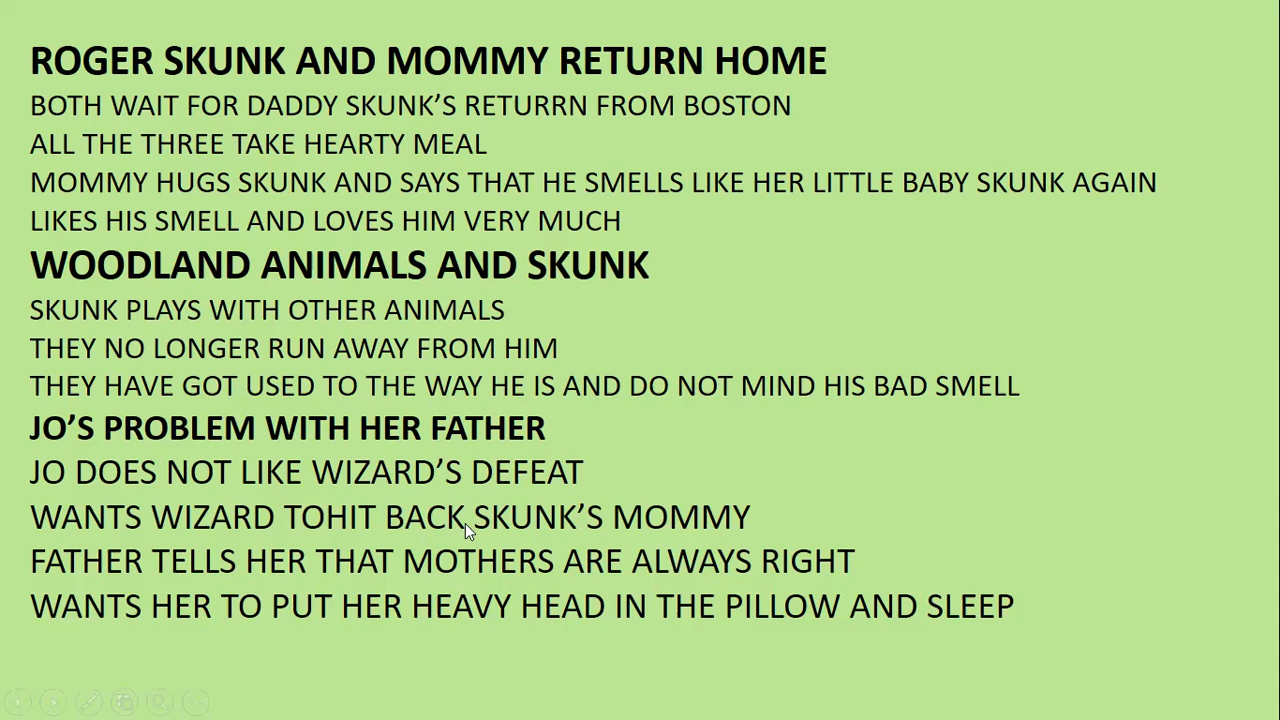 ROGER SKUNK AND MOMMY RETURN HOME
BOTH WAIT FOR DADDY SKUNK’S RETURRN FROM BOSTON
ALL THE THREE TAKE HEARTY MEAL
MOMMY HUGS SKUNK AND SAYS THAT HE SMELLS LIKE HER LITTLE BABY SKUNK AGAIN
LIKES HIS SMELL AND LOVES HIM VERY MUCH
WOODLAND ANIMALS AND SKUNK
SKUNK PLAYS WITH OTHER ANIMALS
THEY NO LONGER RUN AWAY FROM HIM
THEY HAVE GOT USED TO THE WAY HE IS AND DO NOT MIND HIS BAD SMELL
JO’S PROBLEM WITH HER FATHER
JO DOES NOT LIKE WIZARD’S DEFEAT
WANTS WIZARD TOHIT BACK SKUNK’S MOMMY
FATHER TELLS HER THAT MOTHERS ARE ALWAYS RIGHT
WANTS HER TO PUT HER HEAVY HEAD IN THE PILLOW AND SLEEP